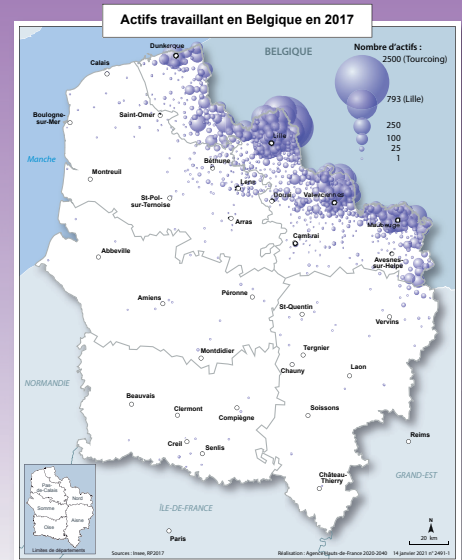 Actifs travaillant en Belgique en 2017
Dunkerque
BELGIQUE
Nombre d'actifs :
2500 (Tourcoing)
793 (Lille)
250
100
25
1
Calais
Boulogne-
sur-Mer
Saint-Omer
Lille
Manche
Béthune
Montreuil
Lens
Douai
Valenciennes
St-Pol-
sur-Ternoise
Arras
Maubeuge
Cambrai
Avesnes-
sur-Helpe
Abbeville
Amiens
Péronne
St-Quentin
Vervins
Montdidier
Tergnier
Chauny
Laon
NORMANDIE
Beauvais
Clermont
Compiègne
Soissons
Creil
Senlis
Reims
GRAND-EST
Château-
Thierry
Pas-
de-Calais
Nord
Somme
Aisne
Oise
Limites de départements
ÎLE-DE-FRANCE
Paris
N
20 km
Sources : Insee, RP2017
Réalisation : Agence Hauts-de-France 2020-2040
14 janvier 2021 n° 2491-1